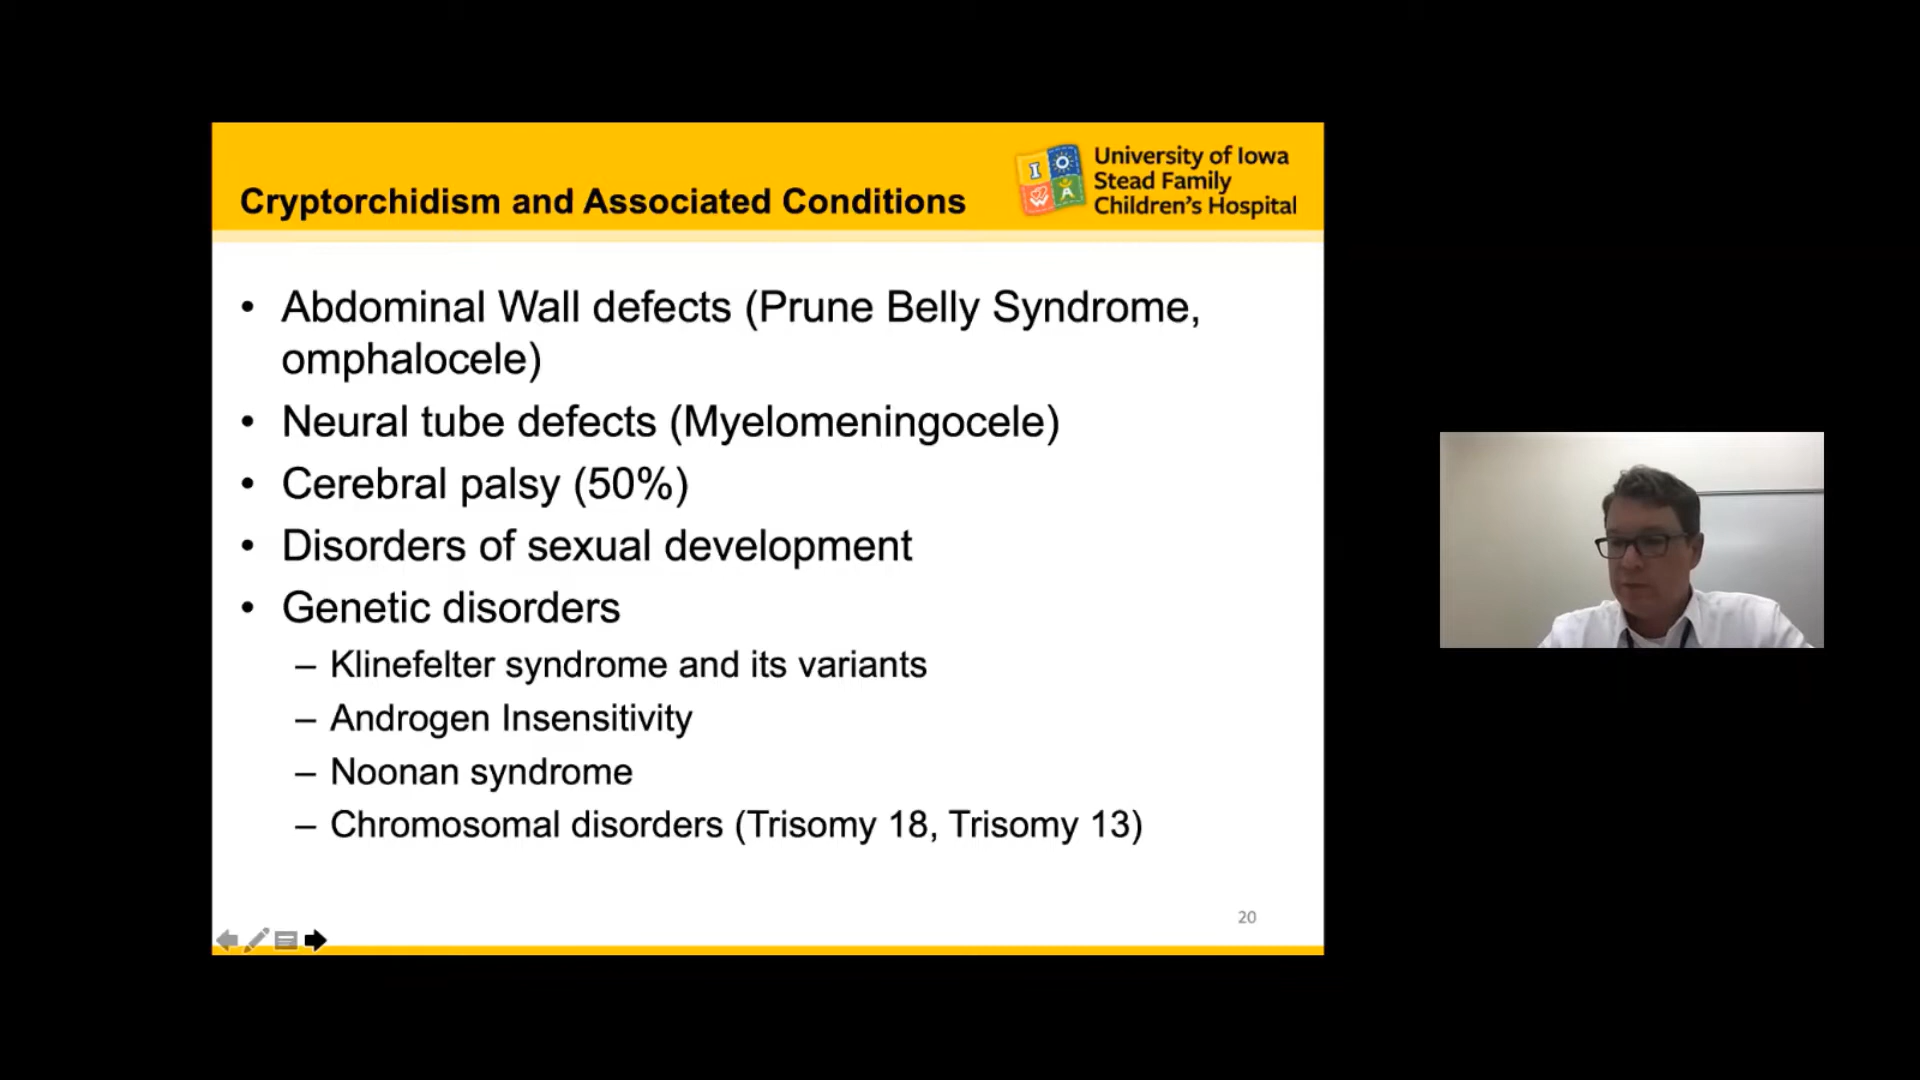 Cryptorchidism and Associated Conditions
University of Iowa
Stead Family
Children's Hospital
• Abdominal Wall defects (Prune Belly Syndrome,
omphalocele)
• Neural tube defects (Myelomeningocele)
• Cerebral palsy (50%)
• Disorders of sexual development
• Genetic disorders
– Klinefelter syndrome and its variants
– Androgen Insensitivity
– Noonan syndrome
– Chromosomal disorders (Trisomy 18, Trisomy 13)
20